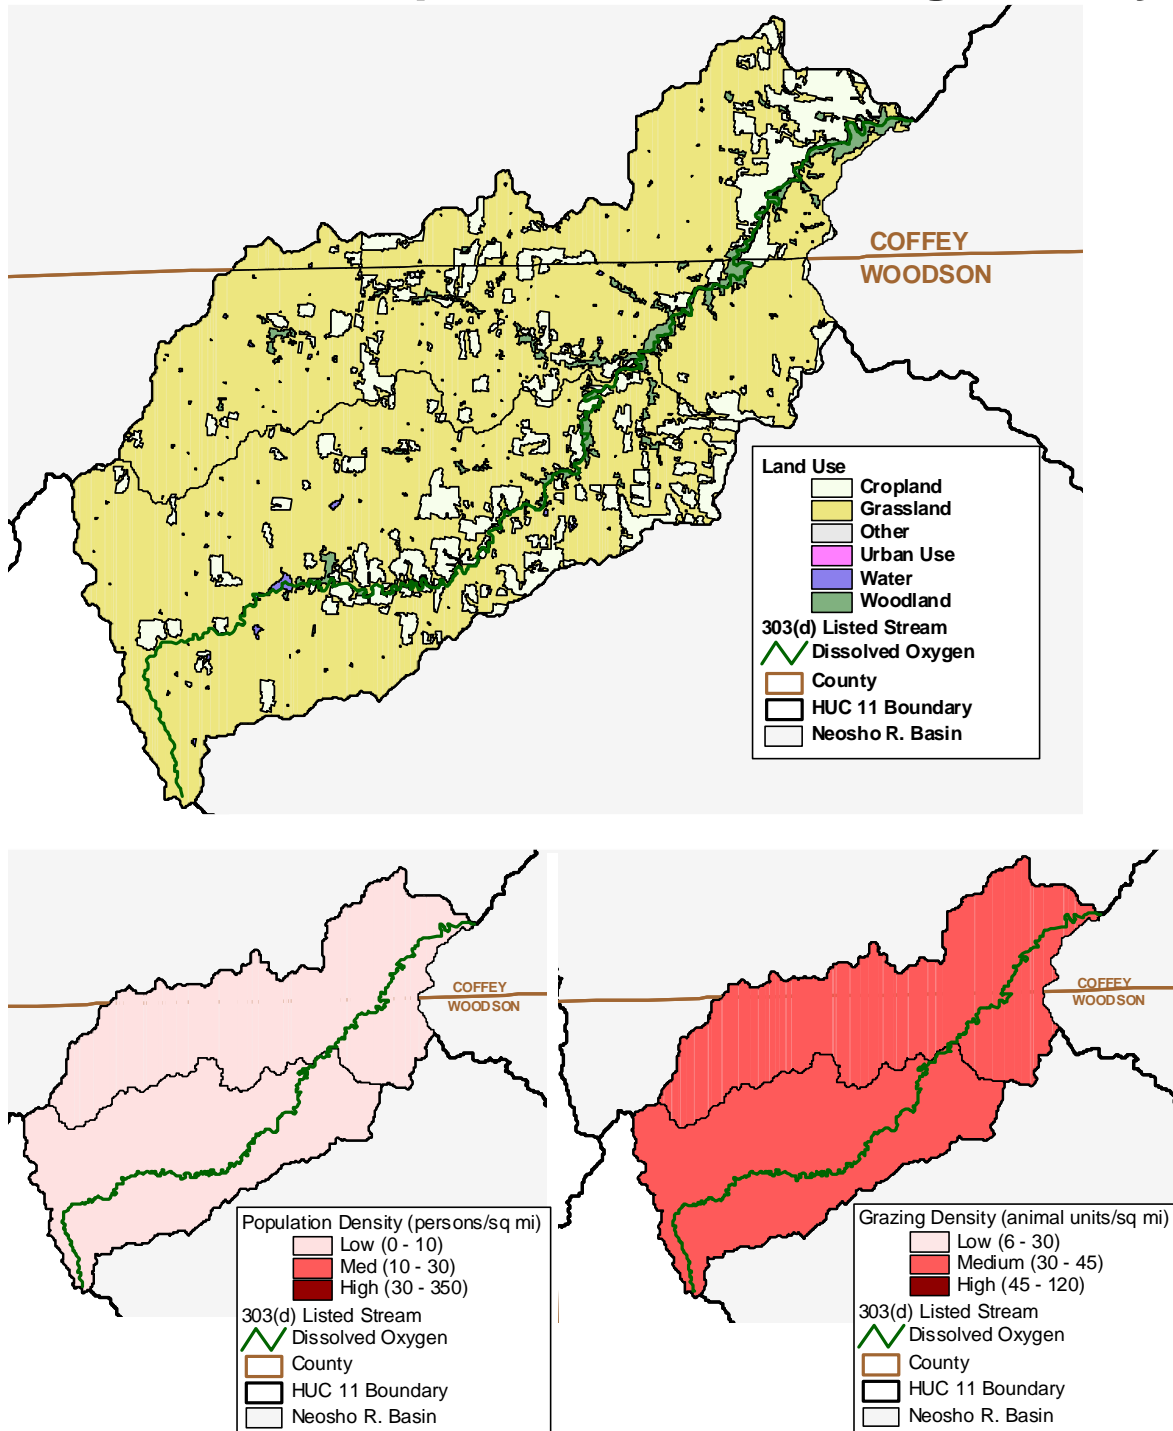 COFFEY
WOODSON
Land Use
Cropland
Grassland
Other
Urban Use
Water
Woodland
303(d) Listed Stream
Dissolved Oxygen
County
HUC 11 Boundary
Neosho R. Basin
COFFEY
WOODSON
Population Density (persons/sq mi)
Low (0 - 10)
Med (10 - 30)
High (30 - 350)
303(d) Listed Stream
Dissolved Oxygen
County
HUC 11 Boundary
Neosho R. Basin
COFFEY
WOODSON
Grazing Density (animal units/sq mi)
Low (6 - 30)
Medium (30 - 45)
High (45 - 120)
303(d) Listed Stream
Dissolved Oxygen
County
HUC 11 Boundary
Neosho R. Basin